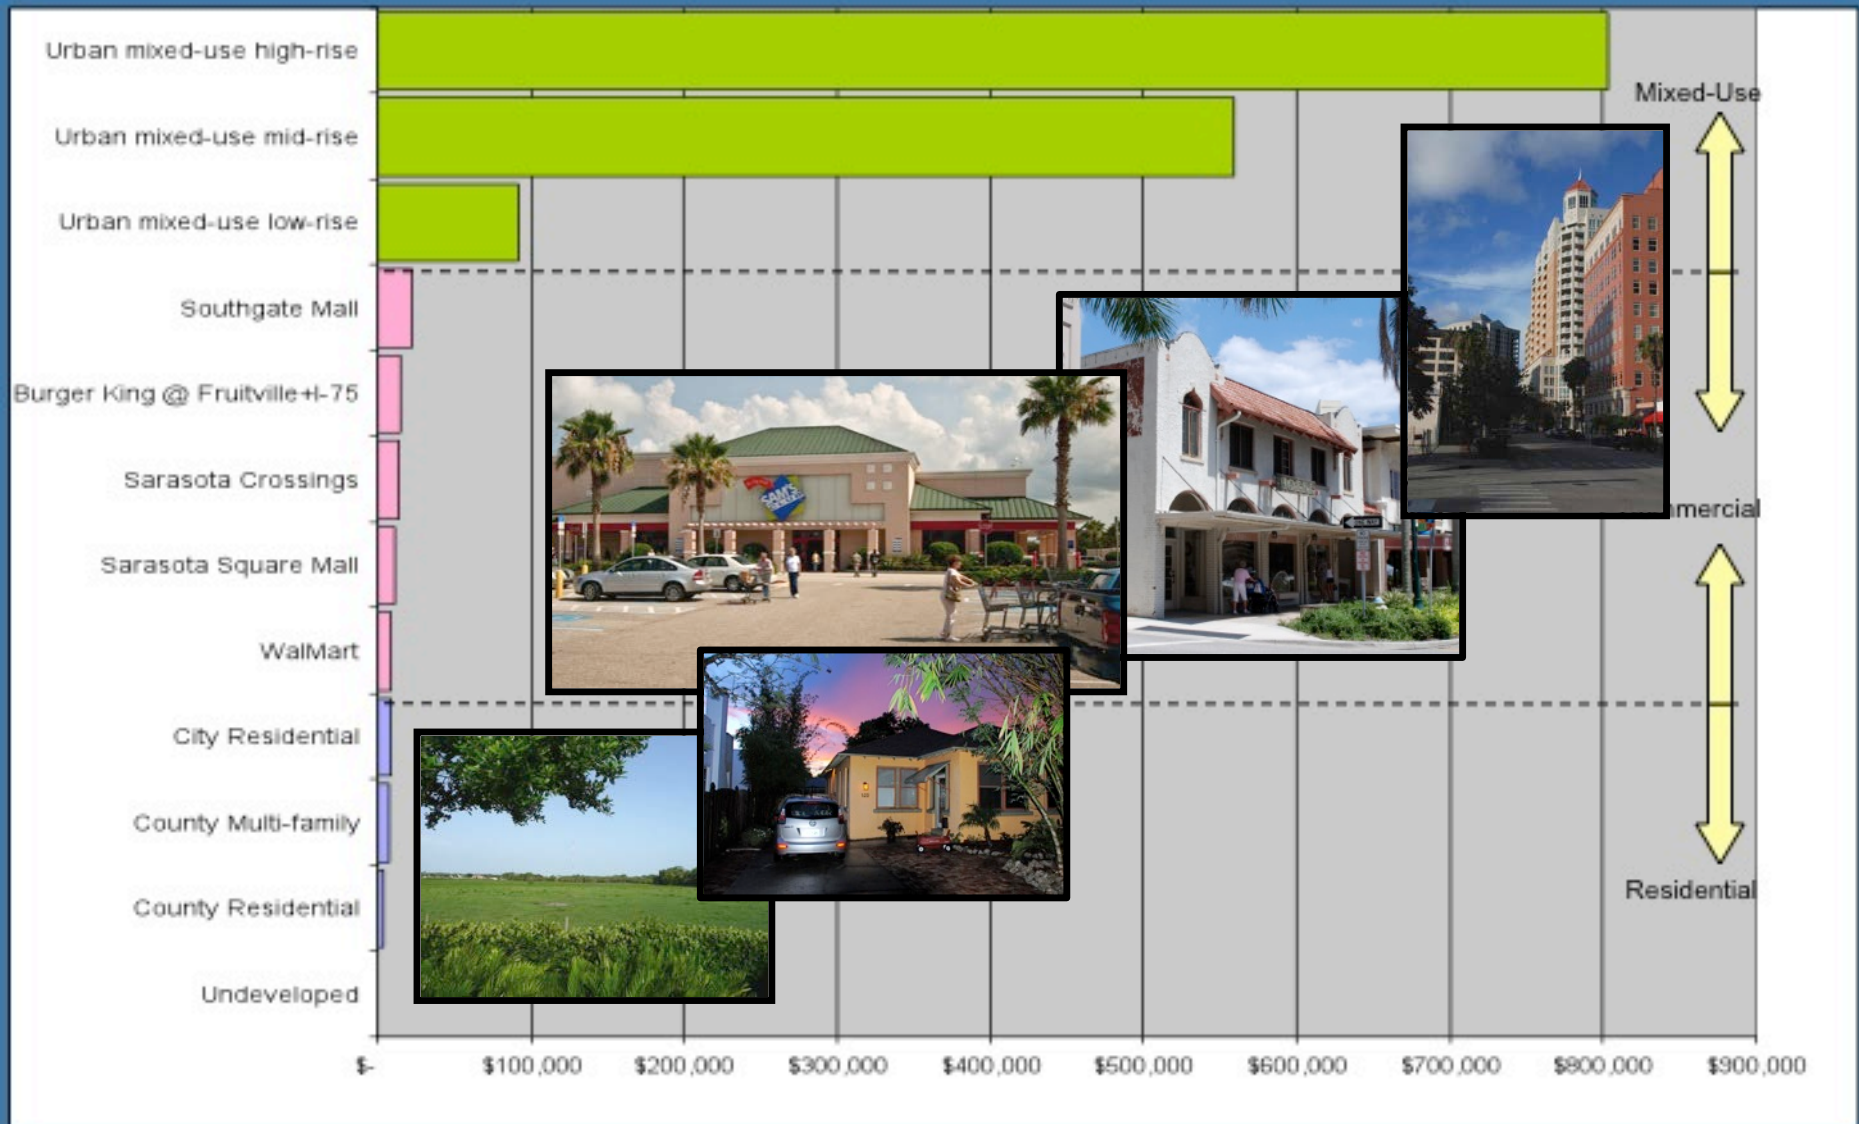 Urban mixed-use high-rise
Mixed-Use
Urban mixed-use mid-rise
Urban mixed-use low-rise
Southgate Mall
Burger King @ Fruitville+I-75
Sarasota Crossings
SAM'S
mmercial
Sarasota Square Mall
WalMart
City Residential
County Multi-family
County Residential
Residential
Undeveloped
$- $100,000 $200,000 $300,000 $400,000 $500,000 $600,000 $700,000 $800,000 $900,000